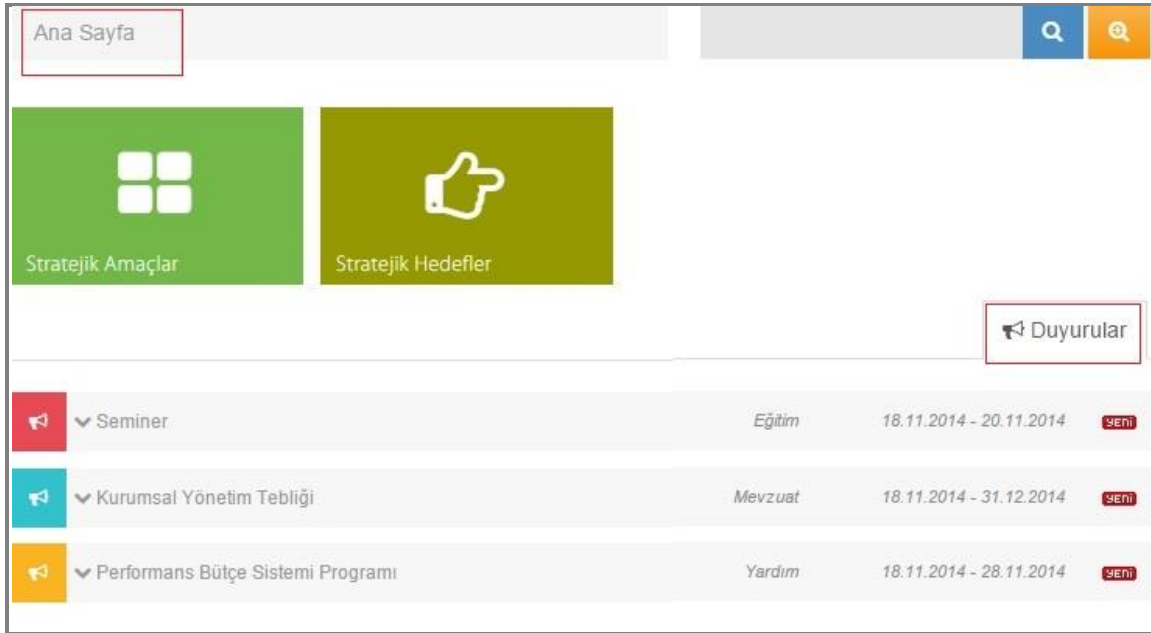 Ana Sayfa
Stratejik Amaçlar
Stratejik Hedefler
Duyurular
Seminer Eğitim 18.11.2014 - 20.11.2014 yeni
Kurumsal Yönetim Tebliği Mevzuat 18.11.2014 - 31.12.2014 yeni
Performans Bütçe Sistemi Programı Yardım 18.11.2014 - 28.11.2014 yeni